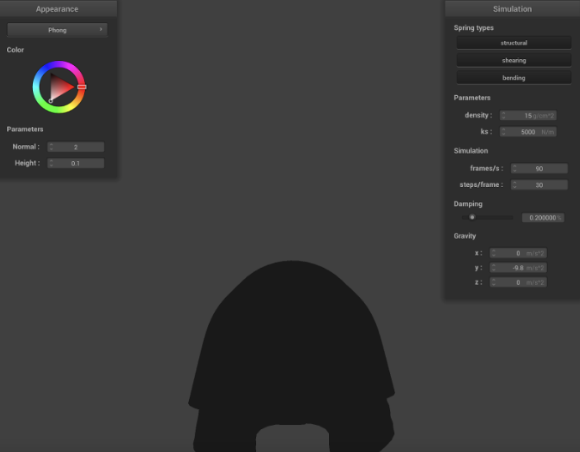 Appearance
Phong
Color
Parameters
Normal : 2
Height : 0.1
Simulation
Spring types
structural
shearing
bending
Parameters
density : 15 g/cm^2
ks : 5000 N/m
Simulation
frames/s : 90
steps/frame : 30
Damping
0.200000 %
Gravity
x : 0 m/s^2
y : -9.8 m/s^2
z : 0 m/s^2